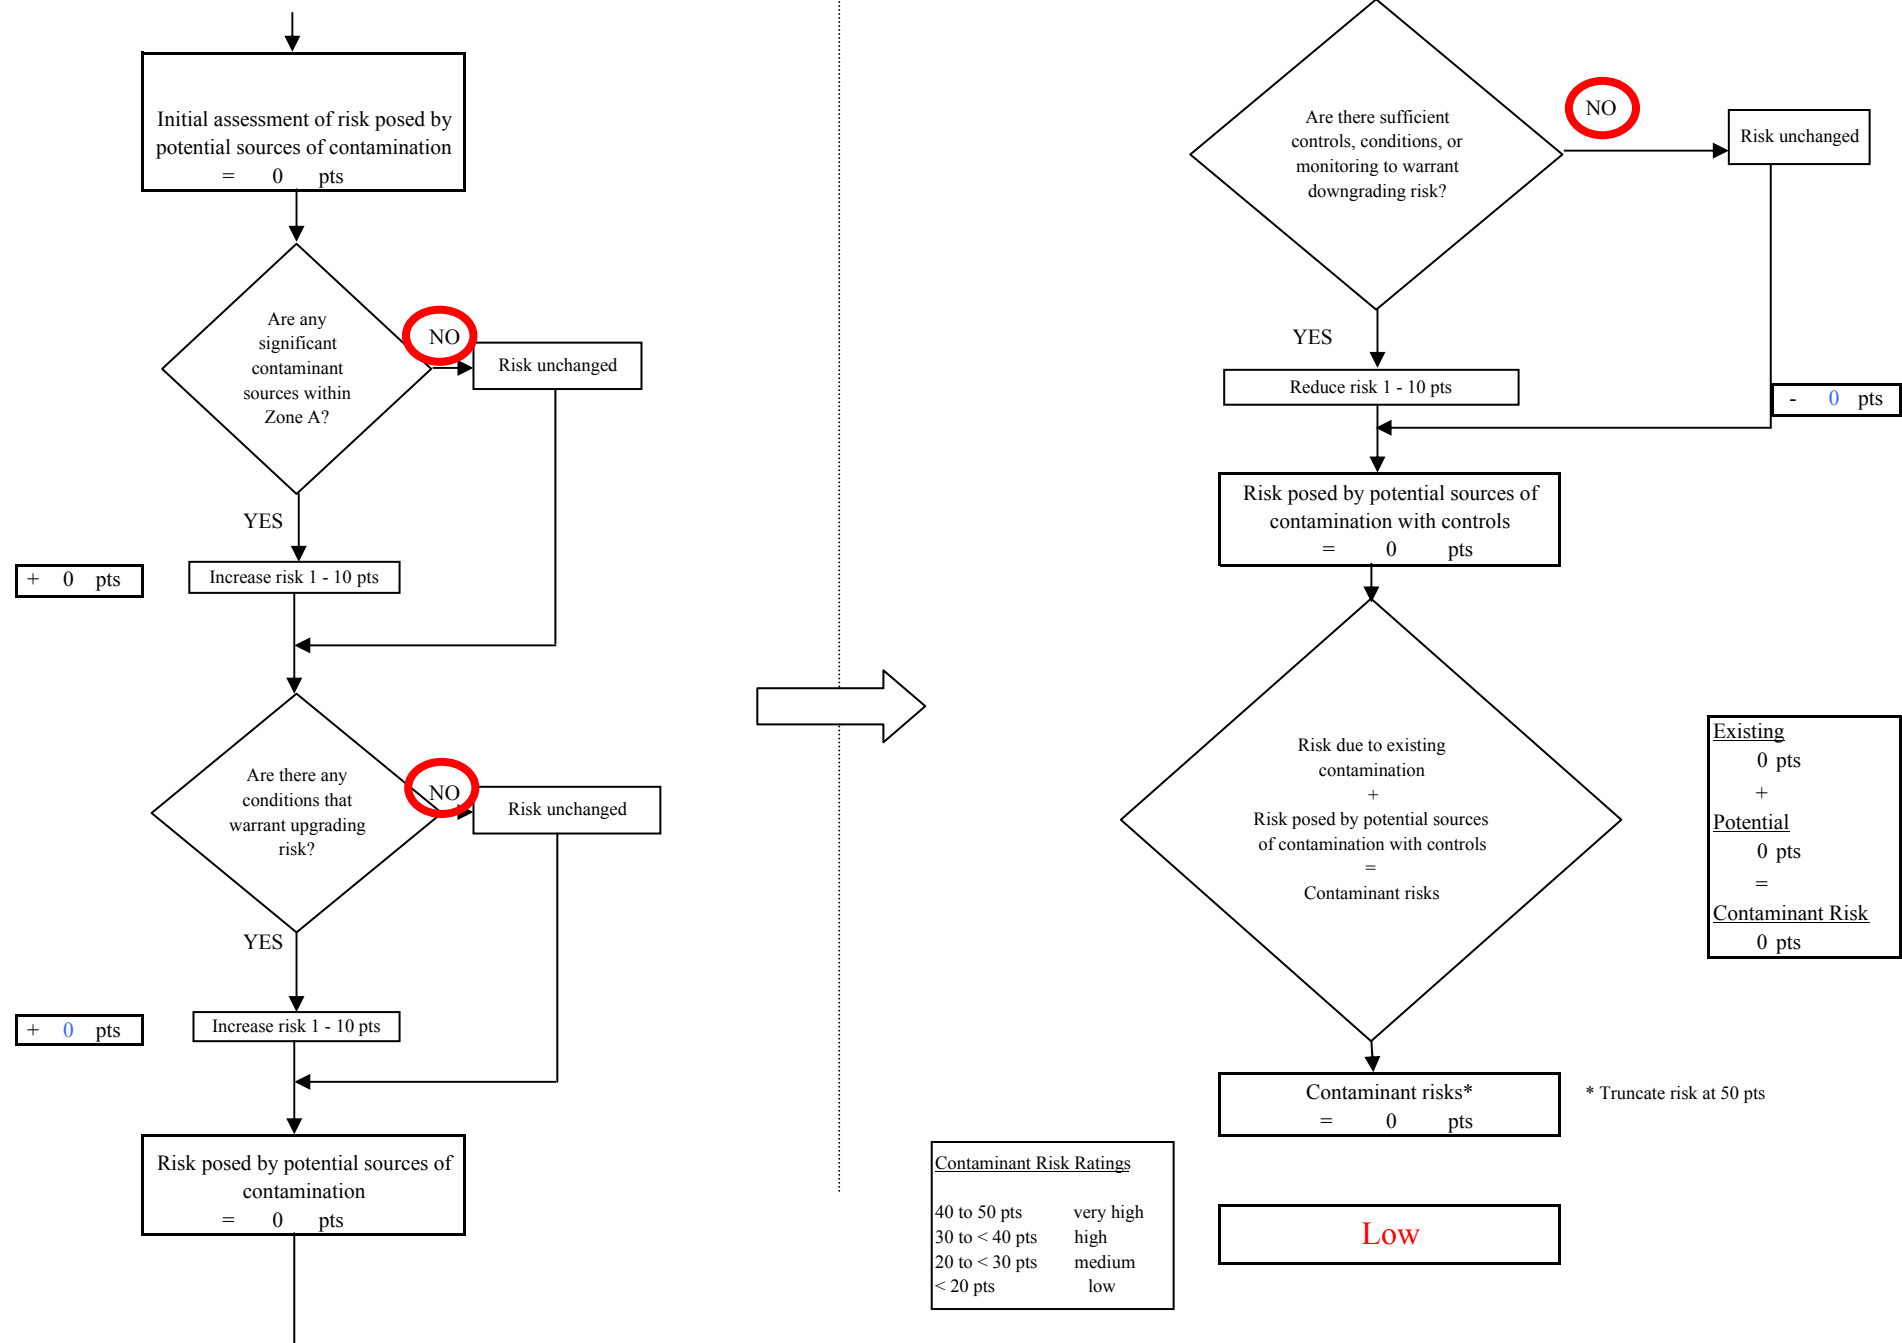 Initial assessment of risk posed by
potential sources of contamination
= 0 pts
Are any
significant
contaminant
sources within
Zone A?
NO
Risk unchanged
YES
+ 0 pts
Increase risk 1 - 10 pts
Are there any
conditions that
warrant upgrading
risk?
NO
Risk unchanged
YES
+ 0 pts
Increase risk 1 - 10 pts
Risk posed by potential sources of
contamination
= 0 pts
Are there sufficient
controls, conditions, or
monitoring to warrant
downgrading risk?
NO
Risk unchanged
YES
Reduce risk 1 - 10 pts
- 0 pts
Risk posed by potential sources of
contamination with controls
= 0 pts
Risk due to existing
contamination
+
Risk posed by potential sources
of contamination with controls
=
Contaminant risks
Existing
0 pts
+
Potential
0 pts
=
Contaminant Risk
0 pts
Contaminant risks*
= 0 pts
* Truncate risk at 50 pts
Contaminant Risk Ratings
40 to 50 pts very high
30 to < 40 pts high
20 to < 30 pts medium
< 20 pts low
Low